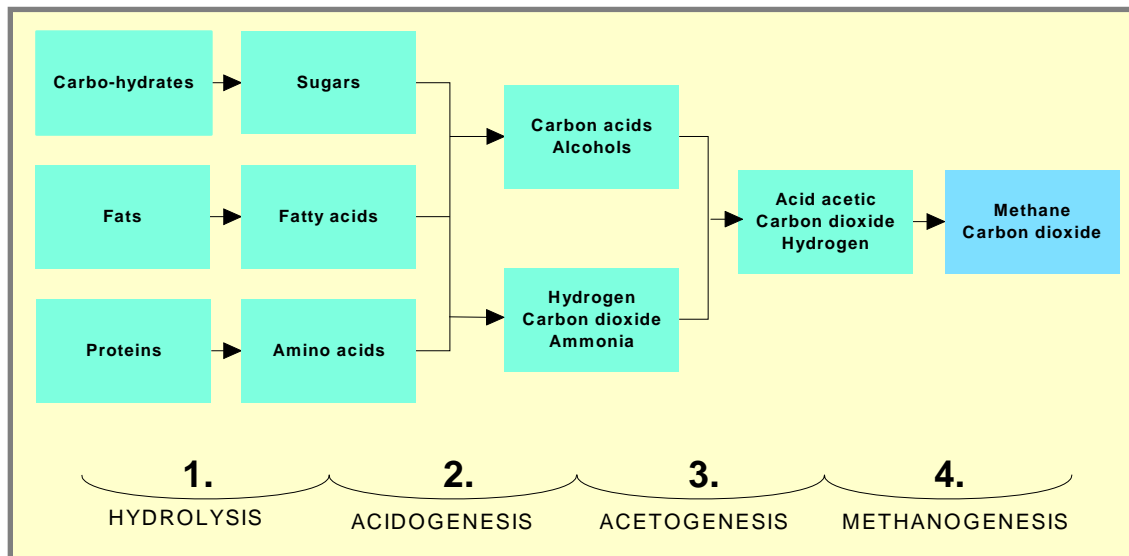 Carbo-hydrates
Sugars
Fats
Fatty acids
Proteins
Amino acids
Carbon acids
Alcohols
Hydrogen
Carbon dioxide
Ammonia
Acid acetic
Carbon dioxide
Hydrogen
Methane
Carbon dioxide
1.
HYDROLYSIS
2.
ACIDOGENESIS
3.
ACETOGENESIS
4.
METHANOGENESIS